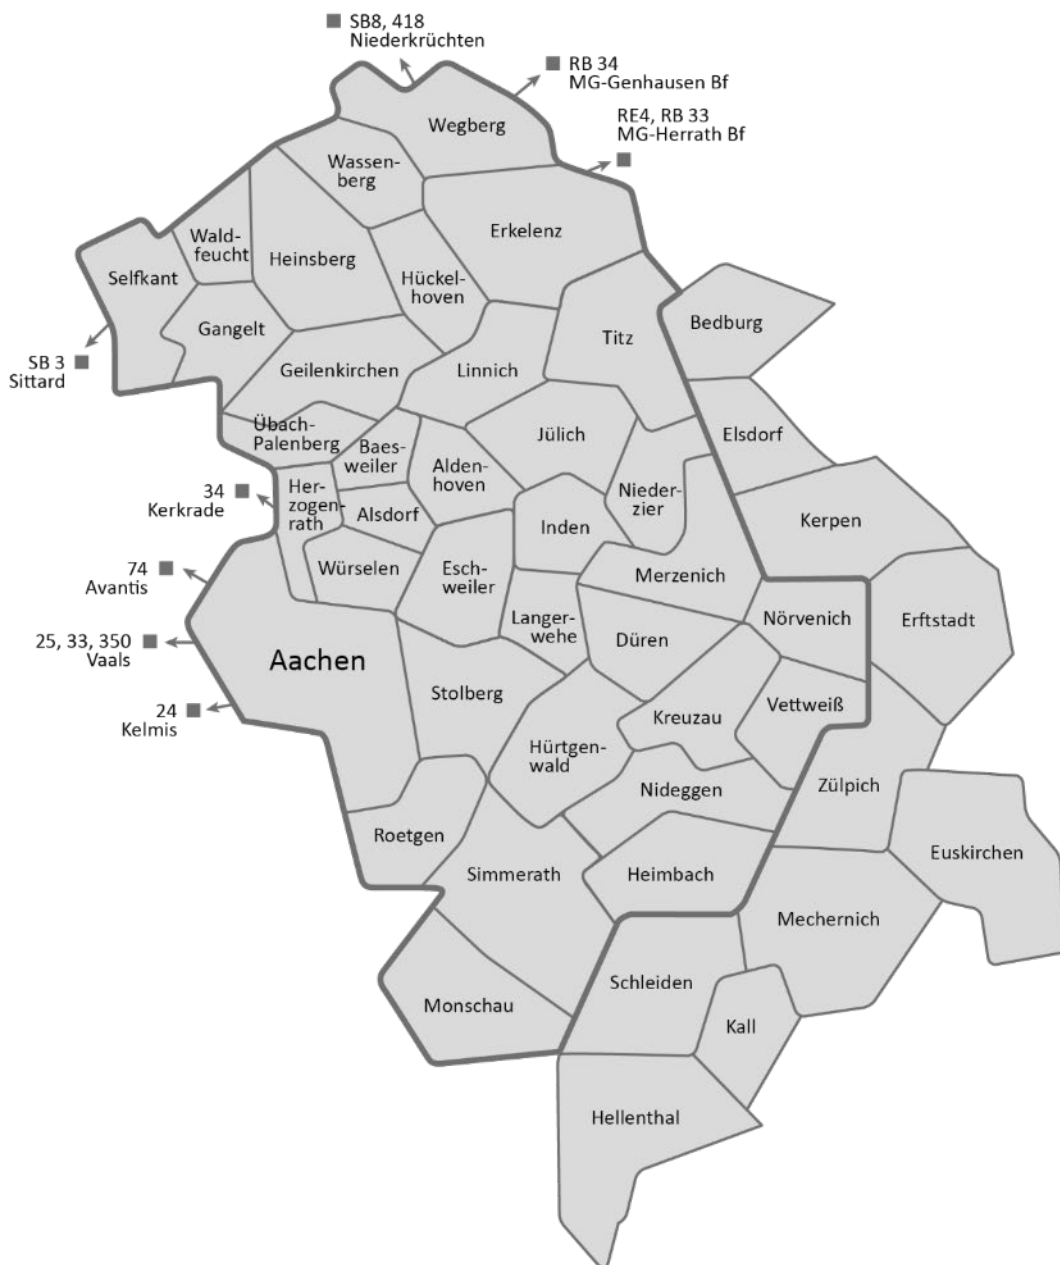 SB8, 418
Niederkrüchten
RB 34
MG-Genhausen Bf
RE4, RB 33
MG-Herrath Bf
Wegberg
Wassen-
berg
Erkelenz
Wald-
feucht
Heinsberg
Selfkant
Hückel-
hoven
Bedburg
Gangelt
Titz
SB 3
Sittard
Geilenkirchen
Linnich
Übach-
Palenberg
Baes-
weiler
Jülich
Elsdorf
Alden-
hoven
34
Kerkrade
Her-
zogen-
rath
Alsdorf
Nieder-
zier
Inden
Kerpen
74
Avantis
Würselen
Esch-
weiler
Merzenich
25, 33, 350
Vaals
Langer-
wehe
Düren
Nörvenich
Erftstadt
Aachen
24
Kelmis
Stolberg
Kreuzau
Vettweiß
Hürtgen-
wald
Nideggen
Zülpich
Roetgen
Simmerath
Heimbach
Euskirchen
Mechernich
Schleiden
Monschau
Kall
Hellenthal